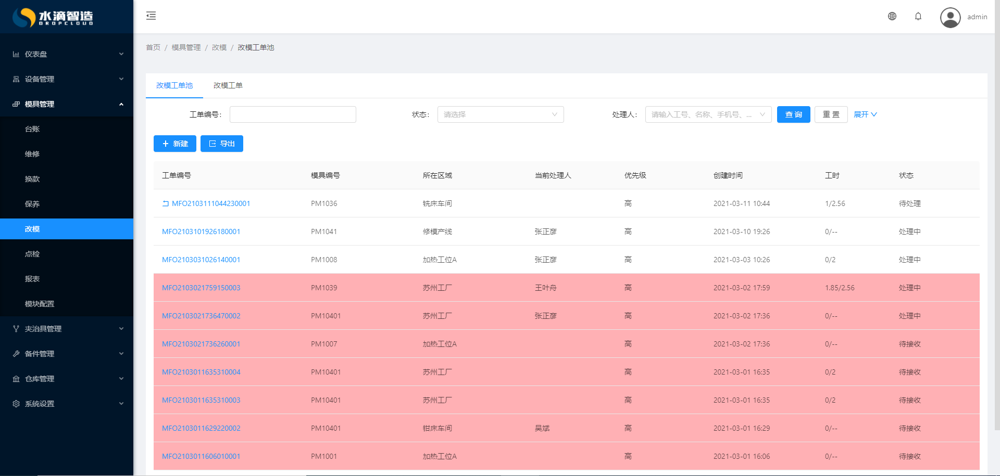 水滴智造
DROPCLOUD
admin
仪表盘
设备管理
模具管理
台账
维修
换款
保养
改模
点检
报表
模块配置
夹治具管理
备件管理
仓库管理
系统设置
首页 / 模具管理 / 改模 / 改模工单池
改模工单池 改模工单
工单编号: 状态: 请选择 处理人: 请输入工号、名称、手机号、... 查 询 重 置 展开
新建 导出
工单编号 模具编号 所在区域 当前处理人 优先级 创建时间 工时 状态
MFO2103111044230001 PM1036 铣床车间 高 2021-03-11 10:44 1/2.56 待处理
MFO2103101926180001 PM1041 修模产线 张正彦 高 2021-03-10 19:26 0/-- 处理中
MFO2103031026140001 PM1008 加热工位A 张正彦 高 2021-03-03 10:26 0/2 处理中
MFO2103021759150003 PM1039 苏州工厂 王叶舟 高 2021-03-02 17:59 1.85/2.56 处理中
MFO2103021736470002 PM10401 苏州工厂 张正彦 高 2021-03-02 17:36 0/-- 处理中
MFO2103021736260001 PM1007 加热工位A 高 2021-03-02 17:36 0/-- 待接收
MFO2103011635310004 PM10401 苏州工厂 高 2021-03-01 16:35 0/2 待接收
MFO2103011635310003 PM10401 苏州工厂 高 2021-03-01 16:35 0/2 待接收
MFO2103011629220002 PM10401 钳床车间 吴斌 高 2021-03-01 16:29 0/-- 待接收
MFO2103011606010001 PM1001 加热工位A 高 2021-03-01 16:06 0/-- 待接收